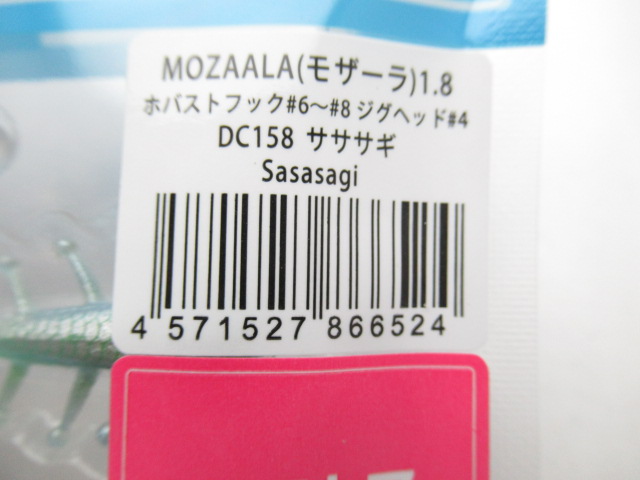 MOZAALA(モザーラ)1.8
ホバストフック#6～#8 ジグヘッド#4
DC158 サササギ
Sasasagi
4 571527 866524